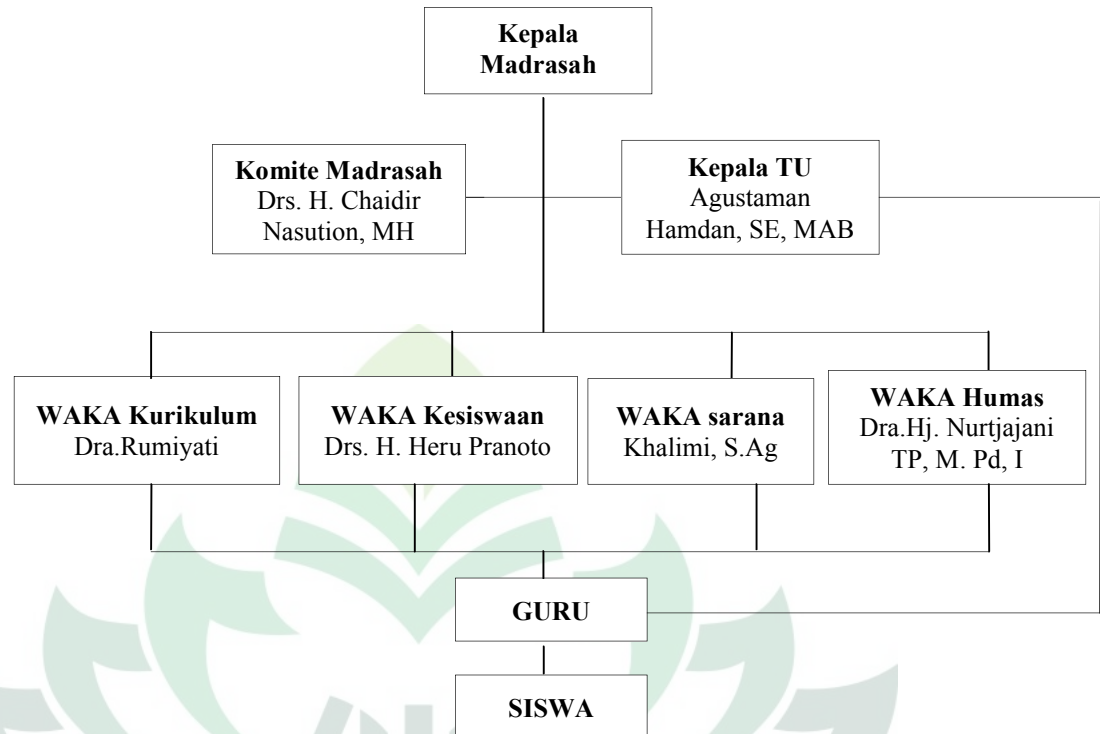 Kepala
Madrasah
Komite Madrasah
Drs. H. Chaidir
Nasution, MH
Kepala TU
Agustaman
Hamdan, SE, MAB
WAKA Kurikulum
Dra.Rumiyati
WAKA Kesiswaan
Drs. H. Heru Pranoto
WAKA sarana
Khalimi, S.Ag
WAKA Humas
Dra.Hj. Nurtjajani
TP, M. Pd, I
GURU
SISWA